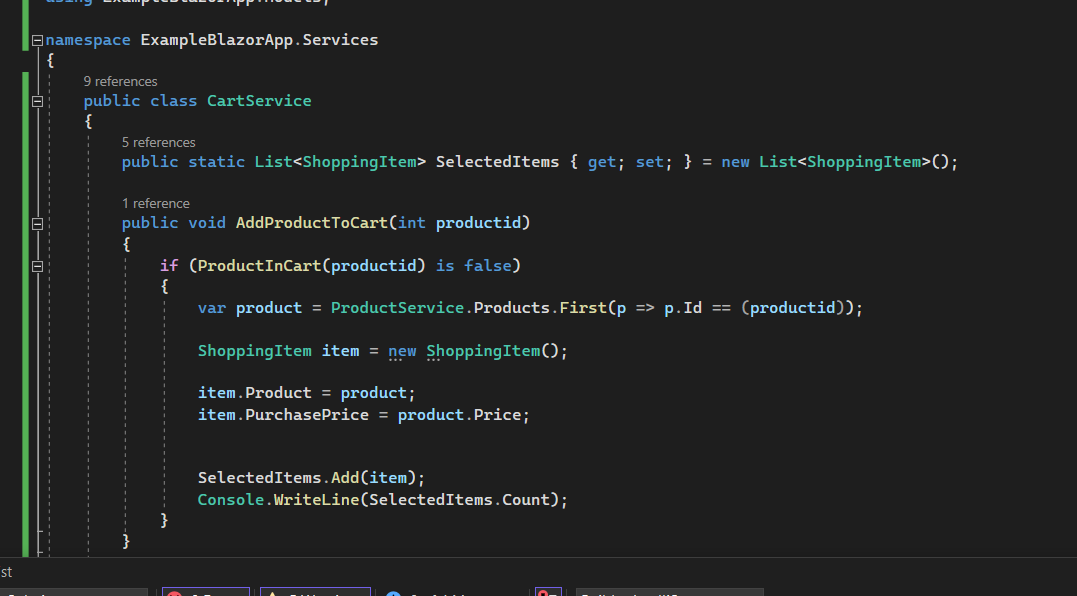 using ExampleBlazorApp.Models;
namespace ExampleBlazorApp.Services
{
9 references
public class CartService
{
5 references
public static List<ShoppingItem> SelectedItems { get; set; } = new List<ShoppingItem>();
1 reference
public void AddProductToCart(int productid)
{
if (ProductInCart(productid) is false)
{
var product = ProductService.Products.First(p => p.Id == (productid));
ShoppingItem item = new ShoppingItem();
item.Product = product;
item.PurchasePrice = product.Price;
SelectedItems.Add(item);
Console.WriteLine(SelectedItems.Count);
}
}
st